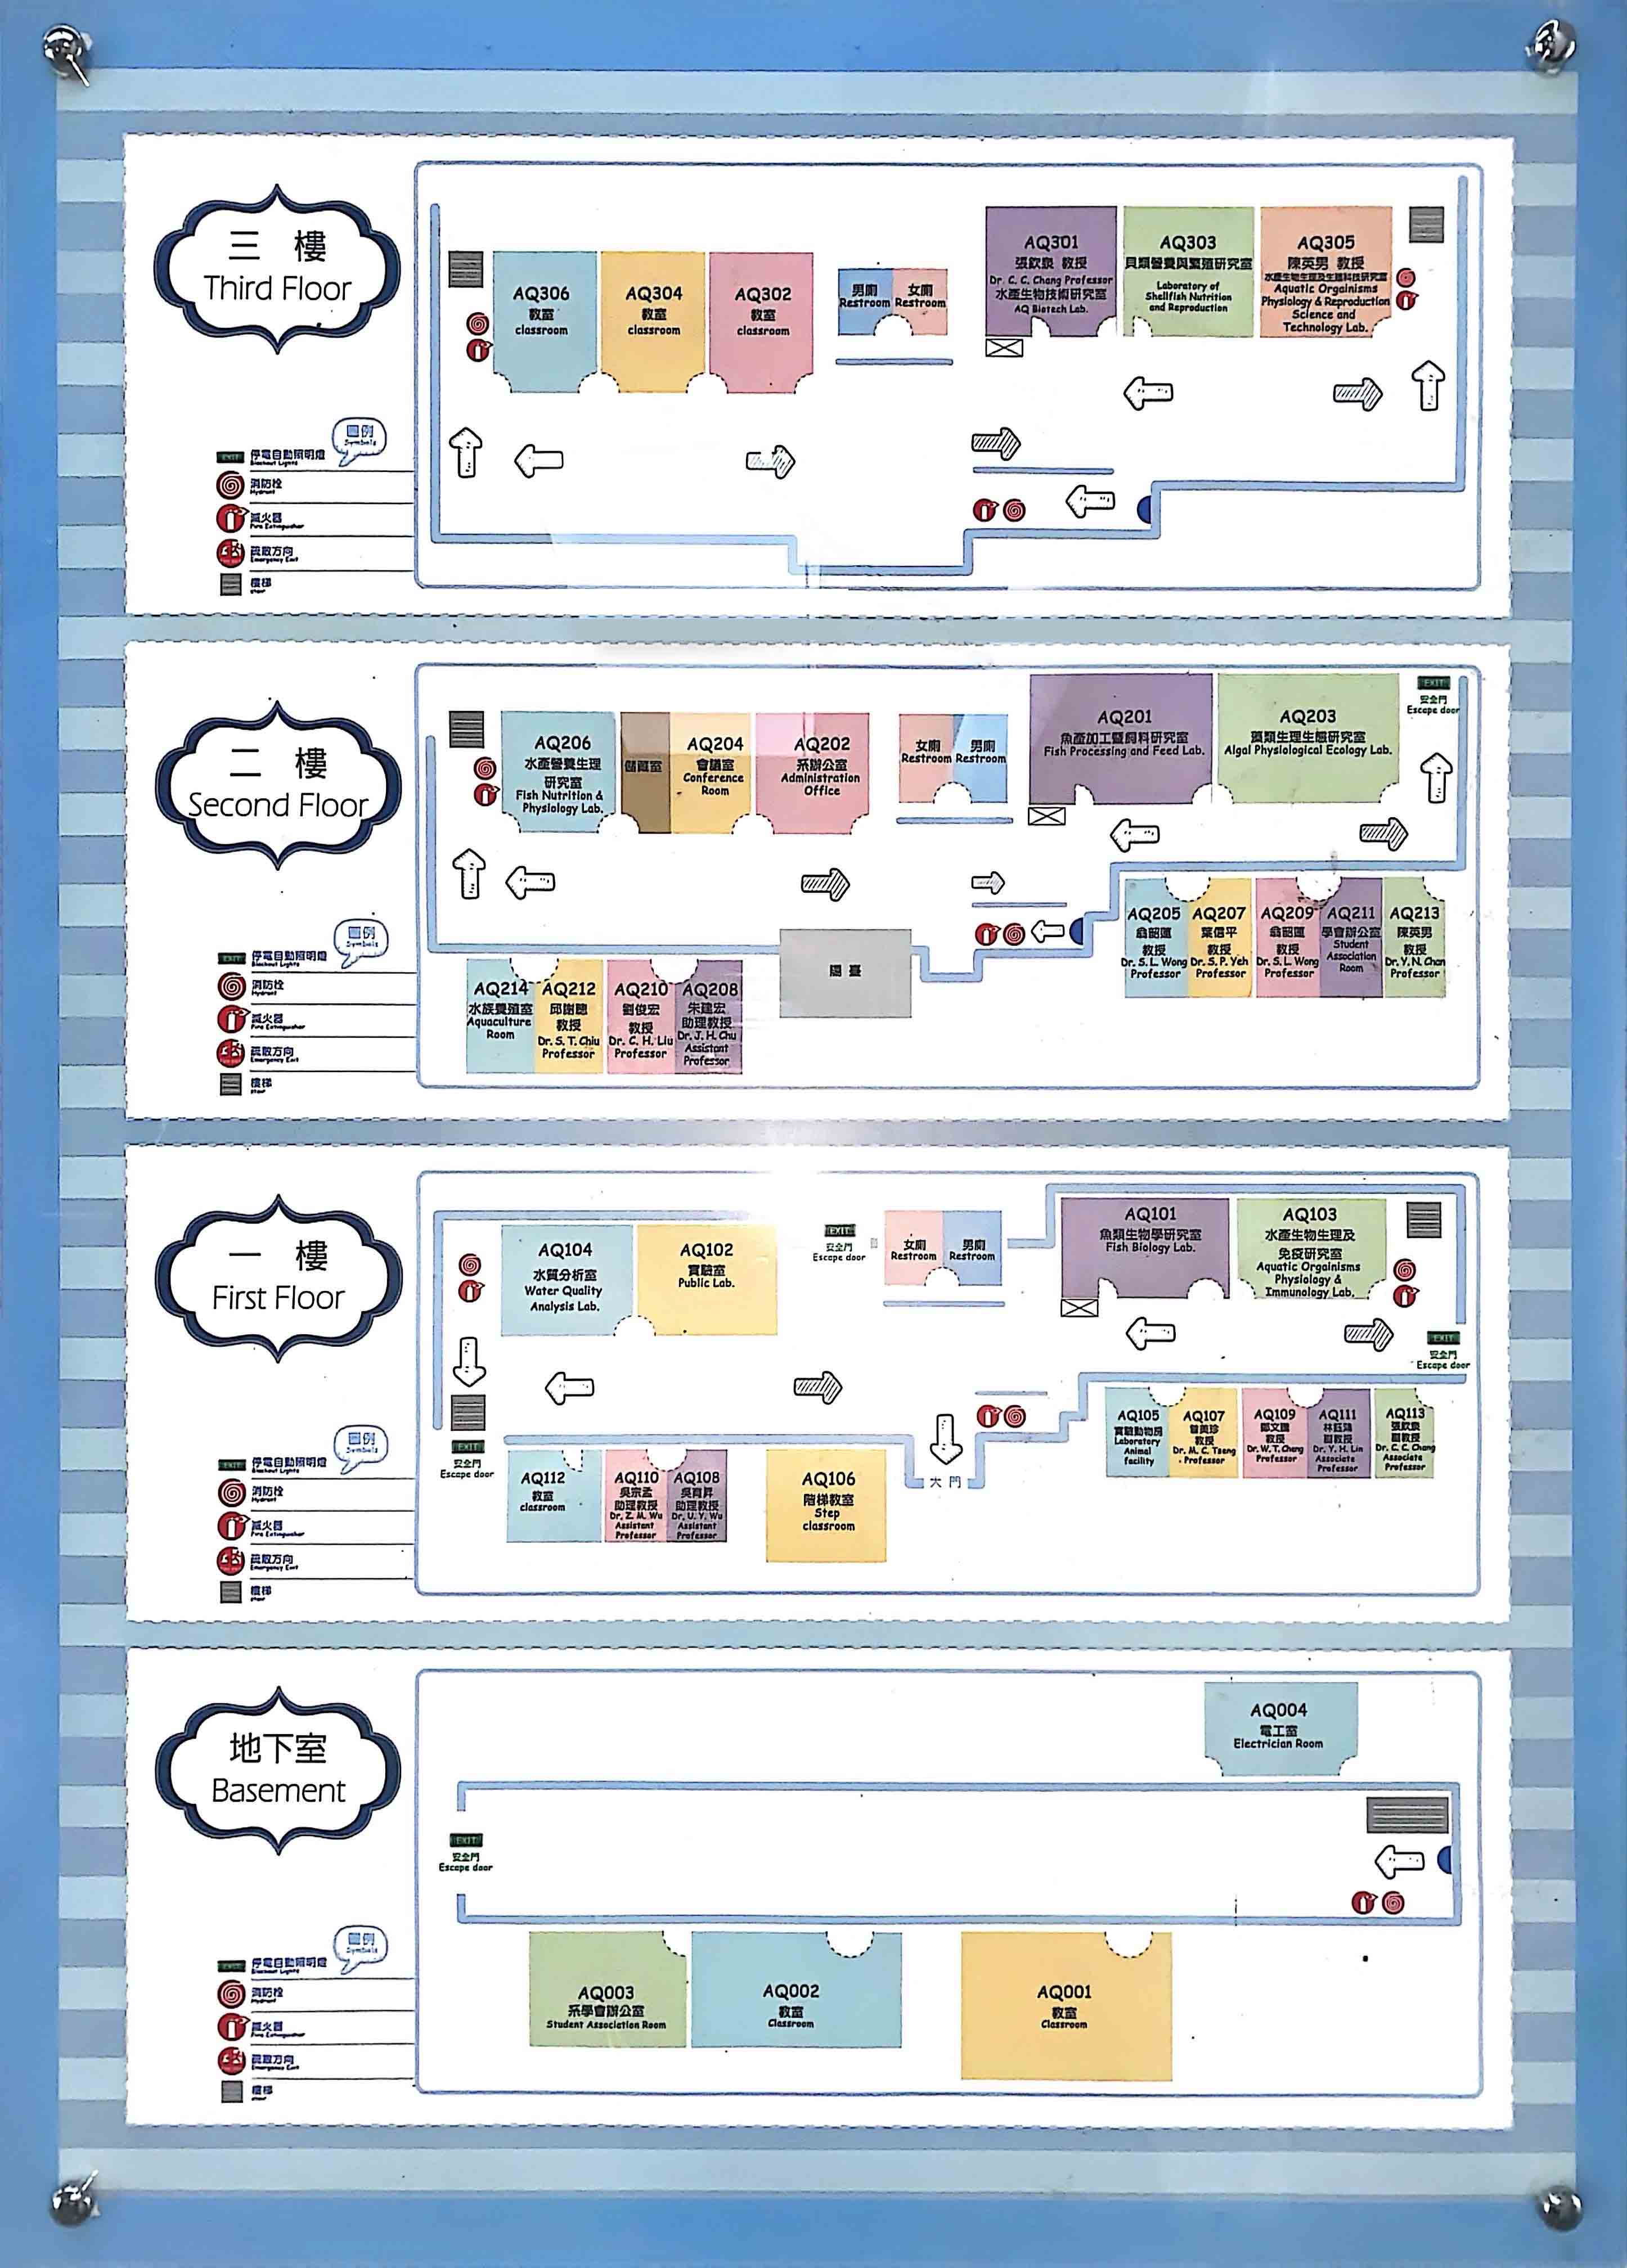 三 樓
Third Floor
AQ306
教室
classroom
AQ304
教室
classroom
AQ302
教室
classroom
男廁
Restroom
女廁
Restroom
AQ301
張欽泉 教授
Dr. C. C. Chang Professor
水產生物技術研究室
AQ Biotech Lab.
AQ303
貝類營養與繁殖研究室
Laboratory of
Shellfish Nutrition
and Reproduction
AQ305
陳英男 教授
水產生物生理及生殖科技研究室
Aquatic Orgainisms
Physiology & Reproduction
Science and
Technology Lab.
圖例
Symbols
EXIT
停電自動照明燈
Blackout Lights
消防栓
Hydrant
滅火器
Fire Extinguisher
疏散方向
Emergency Exit
樓梯
stair
二 樓
Second Floor
AQ206
水產營養生理
研究室
Fish Nutrition &
Physiology Lab.
儲藏室
AQ204
會議室
Conference
Room
AQ202
系辦公室
Administration
Office
女廁
Restroom
男廁
Restroom
AQ201
魚產加工暨飼料研究室
Fish Processing and Feed Lab.
AQ203
藻類生理生態研究室
Algal Physiological Ecology Lab.
EXIT
安全門
Escape door
AQ205
翁韶蓮
教授
Dr. S. L. Wong
Professor
AQ207
葉信平
教授
Dr. S. P. Yeh
Professor
AQ209
翁韶蓮
教授
Dr. S. L. Wong
Professor
AQ211
學會辦公室
Student
Association
Room
AQ213
陳英男
教授
Dr. Y. N. Chen
Professor
陽 臺
AQ214
水族養殖室
Aquaculture
Room
AQ212
邱謝聰
教授
Dr. S. T. Chiu
Professor
AQ210
劉俊宏
教授
Dr. C. H. Liu
Professor
AQ208
朱建宏
助理教授
Dr. J. H. Chu
Assistant
Professor
圖例
Symbols
EXIT
停電自動照明燈
Blackout Lights
消防栓
Hydrant
滅火器
Fire Extinguisher
疏散方向
Emergency Exit
樓梯
stair
一 樓
First Floor
AQ104
水質分析室
Water Quality
Analysis Lab.
AQ102
實驗室
Public Lab.
EXIT
安全門
Escape door
女廁
Restroom
男廁
Restroom
AQ101
魚類生物學研究室
Fish Biology Lab.
AQ103
水產生物生理及
免疫研究室
Aquatic Orgainisms
Physiology &
Immunology Lab.
EXIT
安全門
Escape door
EXIT
安全門
Escape door
AQ105
實驗動物房
Laboratory
Animal
facility
AQ107
曾美珍
教授
Dr. M. C. Tseng
Professor
AQ109
鄭文騰
教授
Dr. W. T. Cheng
Professor
AQ111
林鈺鴻
副教授
Dr. Y. H. Lin
Associate
Professor
AQ113
張欽泉
副教授
Dr. C. C. Chang
Associate
Professor
大 門
AQ112
教室
classroom
AQ110
吳宗孟
助理教授
Dr. Z. M. Wu
Assistant
Professor
AQ108
吳育昇
助理教授
Dr. U. Y. Wu
Assistant
Professor
AQ106
階梯教室
Step
classroom
圖例
Symbols
EXIT
停電自動照明燈
Blackout Lights
消防栓
Hydrant
滅火器
Fire Extinguisher
疏散方向
Emergency Exit
樓梯
stair
地下室
Basement
AQ004
電工室
Electrician Room
EXIT
安全門
Escape door
AQ003
系學會辦公室
Student Association Room
AQ002
教室
Classroom
AQ001
教室
Classroom
圖例
Symbols
EXIT
停電自動照明燈
Blackout Lights
消防栓
Hydrant
滅火器
Fire Extinguisher
疏散方向
Emergency Exit
樓梯
stair